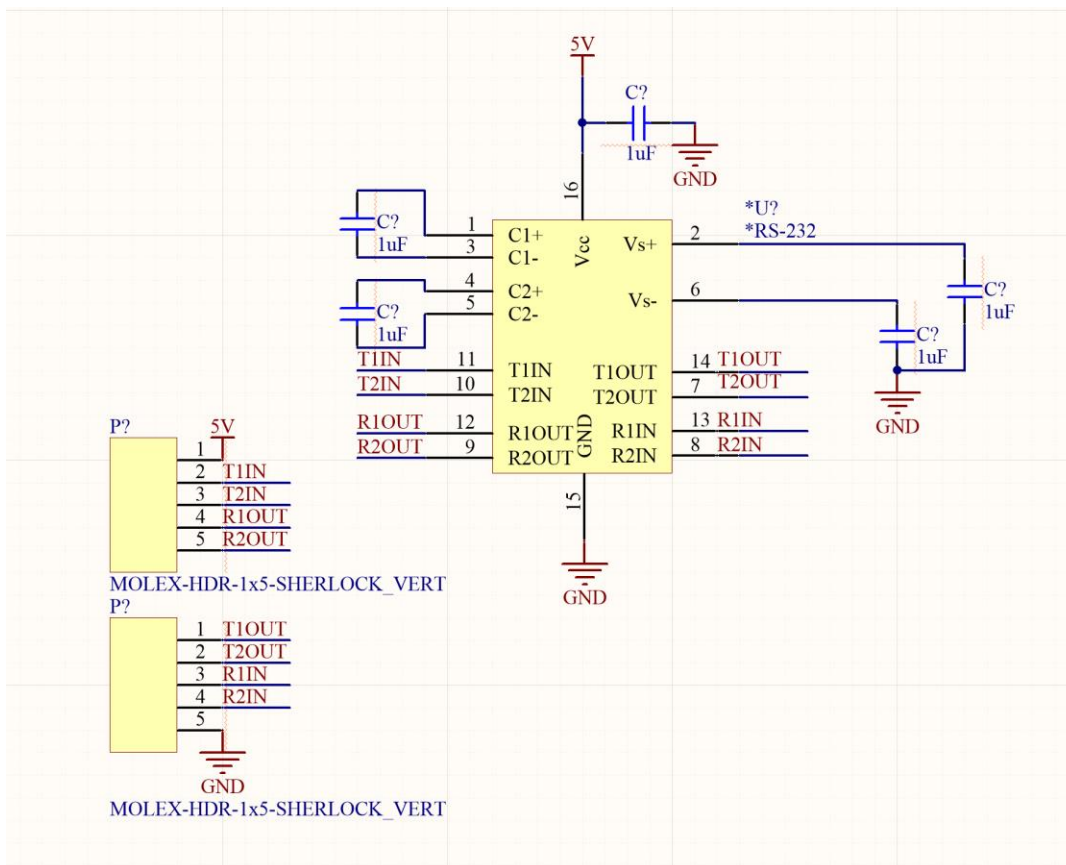 5V
C?
1uF
GND
16
*U?
*RS-232
C?
1uF
1 C1+
3 C1-
Vcc
Vs+ 2
4 C2+
5 C2-
Vs- 6
C?
1uF
C?
1uF
C?
1uF
T1IN 11 T1IN
T2IN 10 T2IN
T1OUT 14 T1OUT
T2OUT 7 T2OUT
GND
R1OUT 12 R1OUT
R2OUT 9 R2OUT
GND
R1IN 13 R1IN
R2IN 8 R2IN
15
GND
P?
5V
1
2 T1IN
3 T2IN
4 R1OUT
5 R2OUT
MOLEX-HDR-1x5-SHERLOCK_VERT
P?
1 T1OUT
2 T2OUT
3 R1IN
4 R2IN
5
GND
MOLEX-HDR-1x5-SHERLOCK_VERT